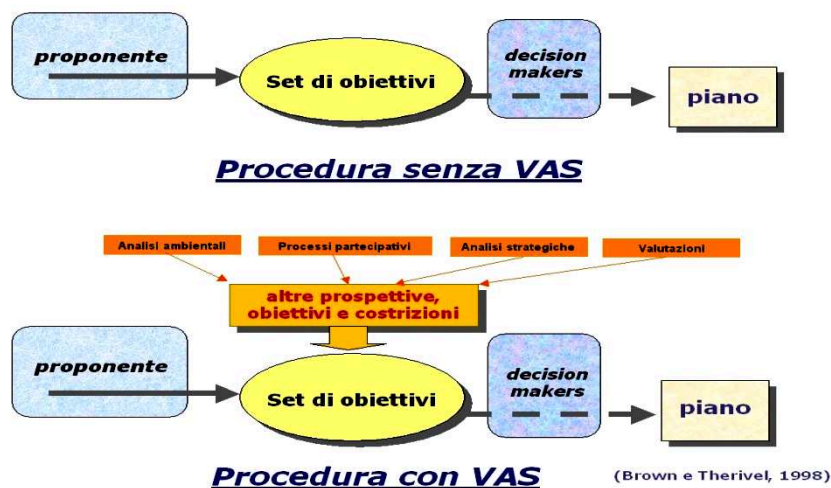 proponente
Set di obiettivi
decision
makers
piano
Procedura senza VAS
Analisi ambientali
Processi partecipativi
Analisi strategiche
Valutazioni
altre prospettive,
obiettivi e costrizioni
proponente
Set di obiettivi
decision
makers
piano
Procedura con VAS
(Brown e Therivel, 1998)